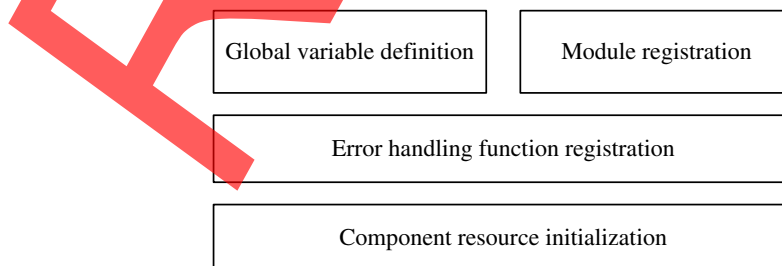 Global variable definition
Module registration
Error handling function registration
Component resource initialization